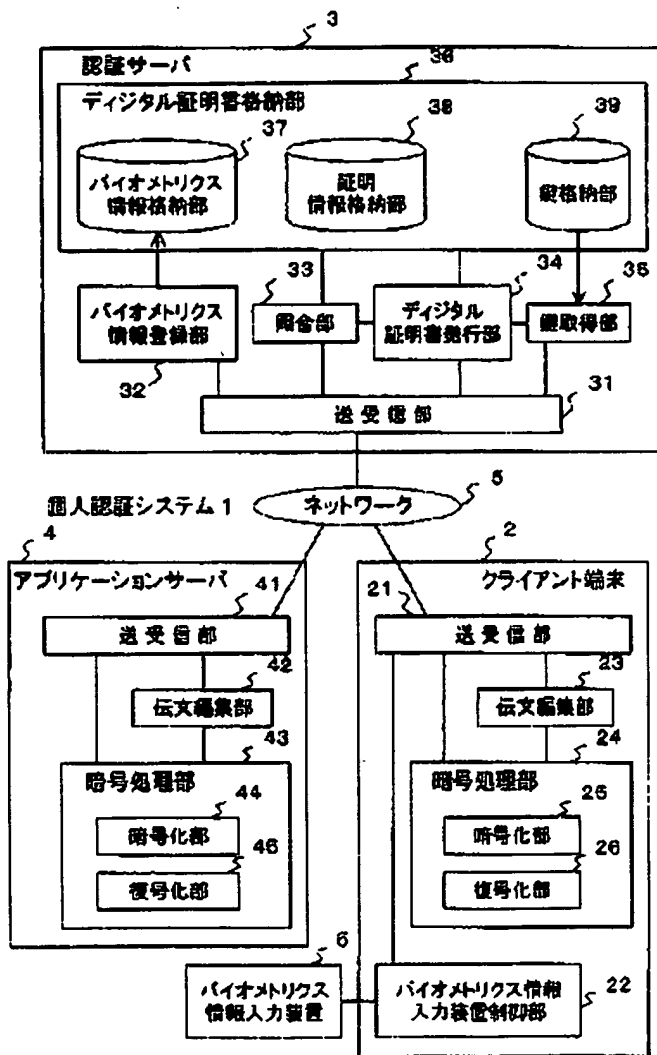 3
認証サーバ
36
ディジタル証明書格納部
37
38
39
バイオメトリクス
情報格納部
証明
情報格納部
鍵格納部
33
34
35
バイオメトリクス
情報登録部
照合部
ディジタル
証明書発行部
鍵取得部
32
31
送受信部
5
個人認証システム1
ネットワーク
4
2
アプリケーションサーバ
クライアント端末
41
21
送受信部
送受信部
42
23
伝文編集部
伝文編集部
43
24
暗号処理部
暗号処理部
44
25
暗号化部
暗号化部
46
26
復号化部
復号化部
6
バイオメトリクス
情報入力装置
バイオメトリクス情報
入力装置制御部
22